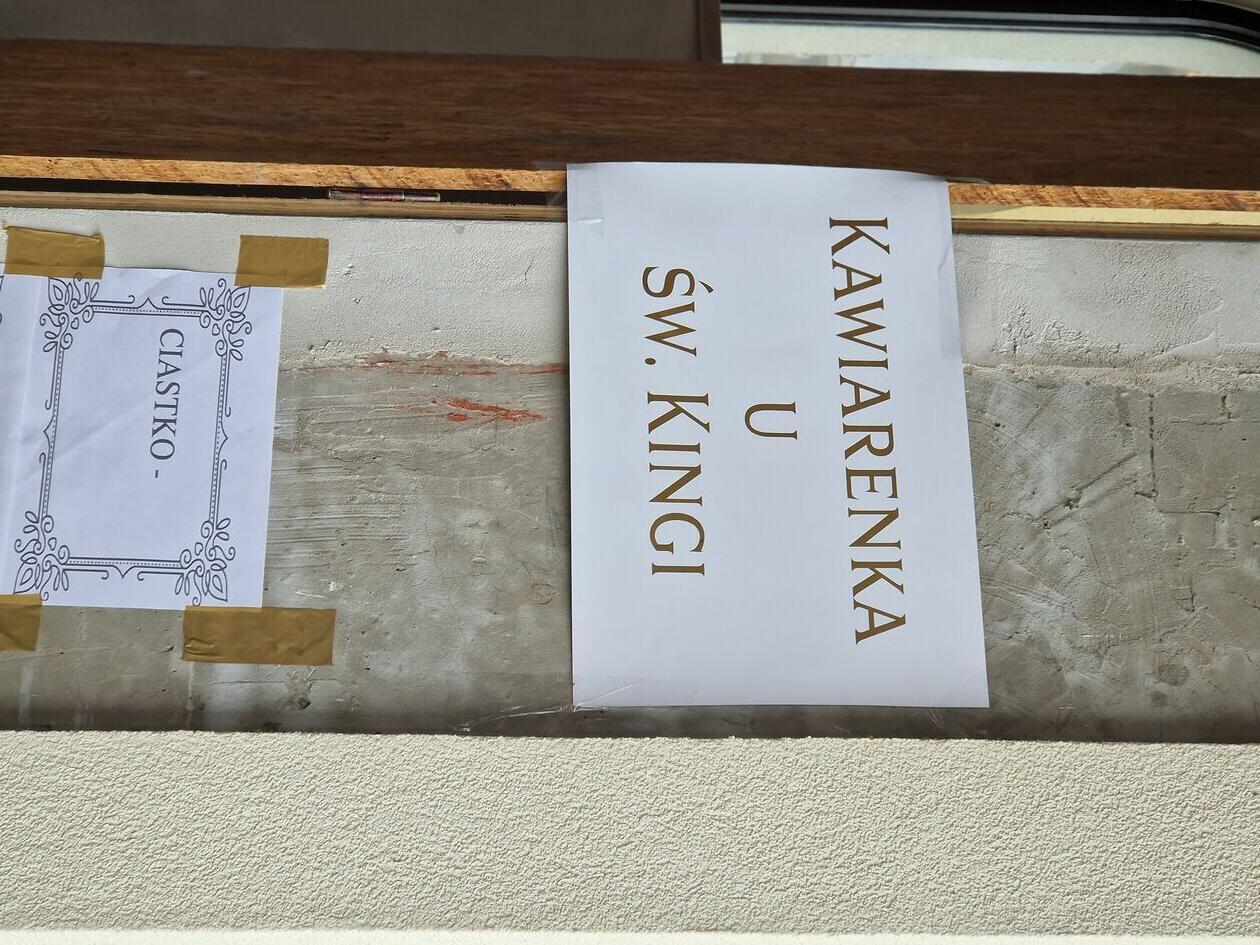 KAWIARENKA
U
ŚW. KINGI
CIASTKO -